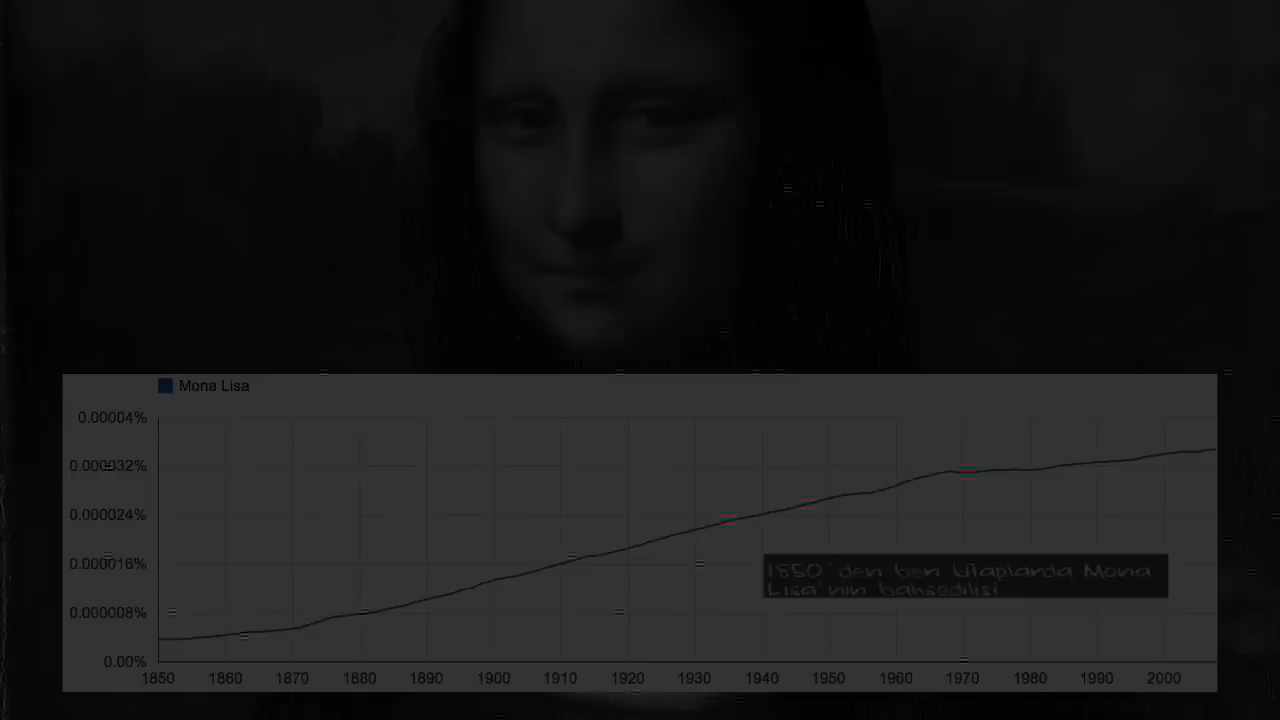 Mona Lisa
0.00004%
0.000032%
0.000024%
0.000016%
0.000008%
0.00%
1850 1860 1870 1880 1890 1900 1910 1920 1930 1940 1950 1960 1970 1980 1990 2000
1850'den beri kitaplarda Mona
Lisa'nın bahsedilişi